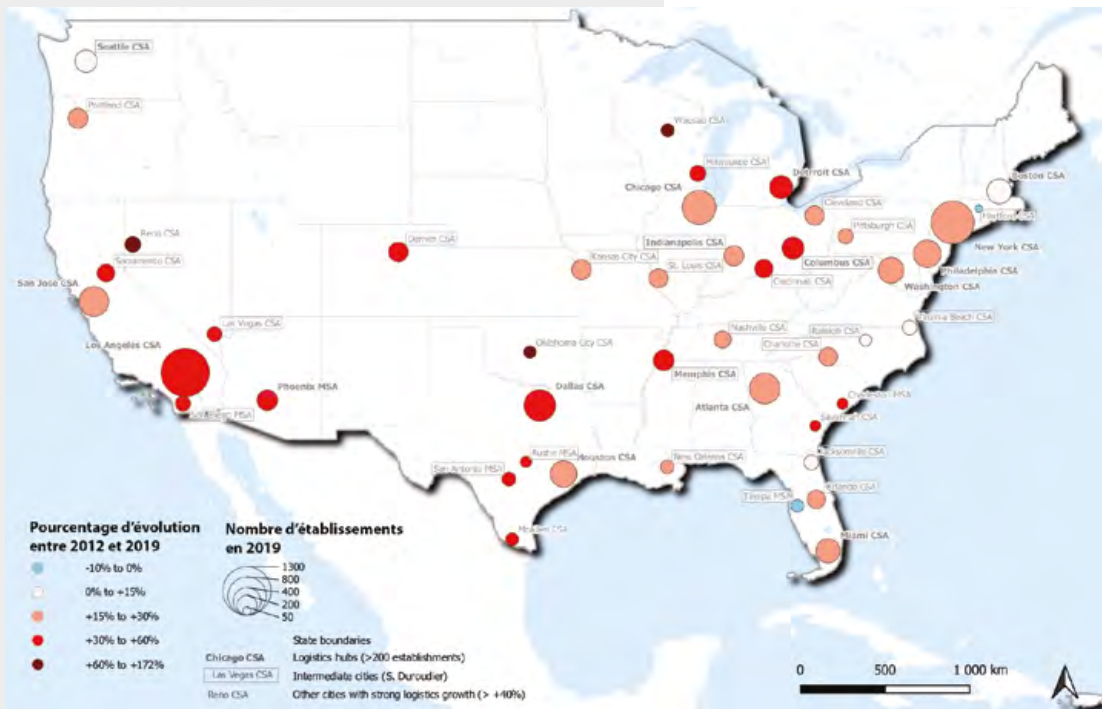 Seattle CSA
Portland CSA
Wausau CSA
Milwaukee CSA
Detroit CSA
Boston CSA
Chicago CSA
Cleveland CSA
Hartford CSA
Pittsburgh CSA
Reno CSA
Denver CSA
Indianapolis CSA
New York CSA
Sacramento CSA
Kansas City CSA
St. Louis CSA
Columbus CSA
Philadelphia CSA
Cincinnati CSA
San Jose CSA
Washington CSA
Las Vegas CSA
Virginia Beach CSA
Nashville CSA
Raleigh CSA
Los Angeles CSA
Oklahoma City CSA
Charlotte CSA
Memphis CSA
Phoenix MSA
Dallas CSA
Charleston MSA
Atlanta CSA
San Diego MSA
Savannah CSA
Austin MSA
Houston CSA
New Orleans CSA
Jacksonville CSA
San Antonio MSA
Orlando CSA
Tampa MSA
McAllen CSA
Miami CSA
Pourcentage d'évolution
entre 2012 et 2019
-10% to 0%
0% to +15%
+15% to +30%
+30% to +60%
+60% to +172%
Nombre d'établissements
en 2019
1300
800
400
200
50
State boundaries
Chicago CSA Logistics hubs (>200 establishments)
Las Vegas CSA Intermediate cities (S. Duroudier)
Reno CSA Other cities with strong logistics growth (> +40%)
0 500 1 000 km